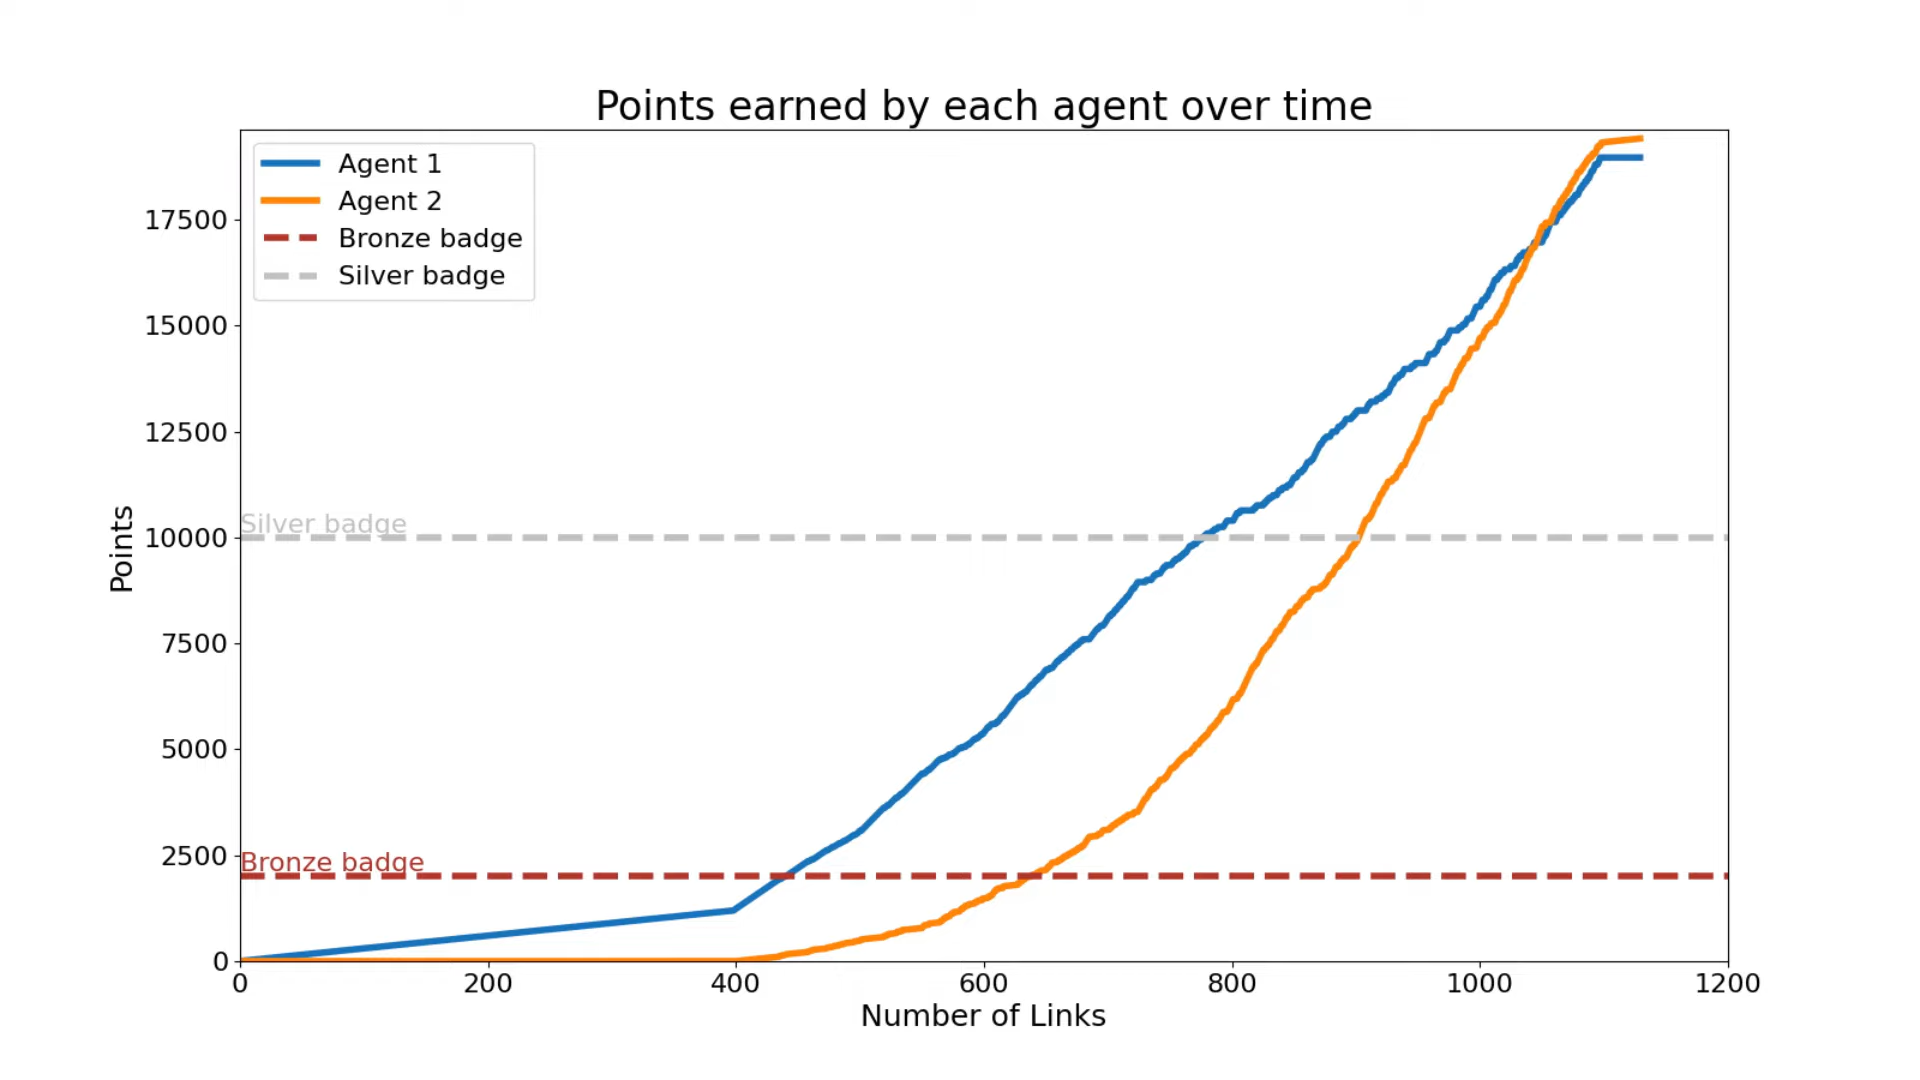 Points earned by each agent over time
Agent 1
Agent 2
Bronze badge
Silver badge
17500
15000
12500
Silver badge
10000
7500
5000
2500
Bronze badge
0
Points
0 200 400 600 800 1000 1200
Number of Links